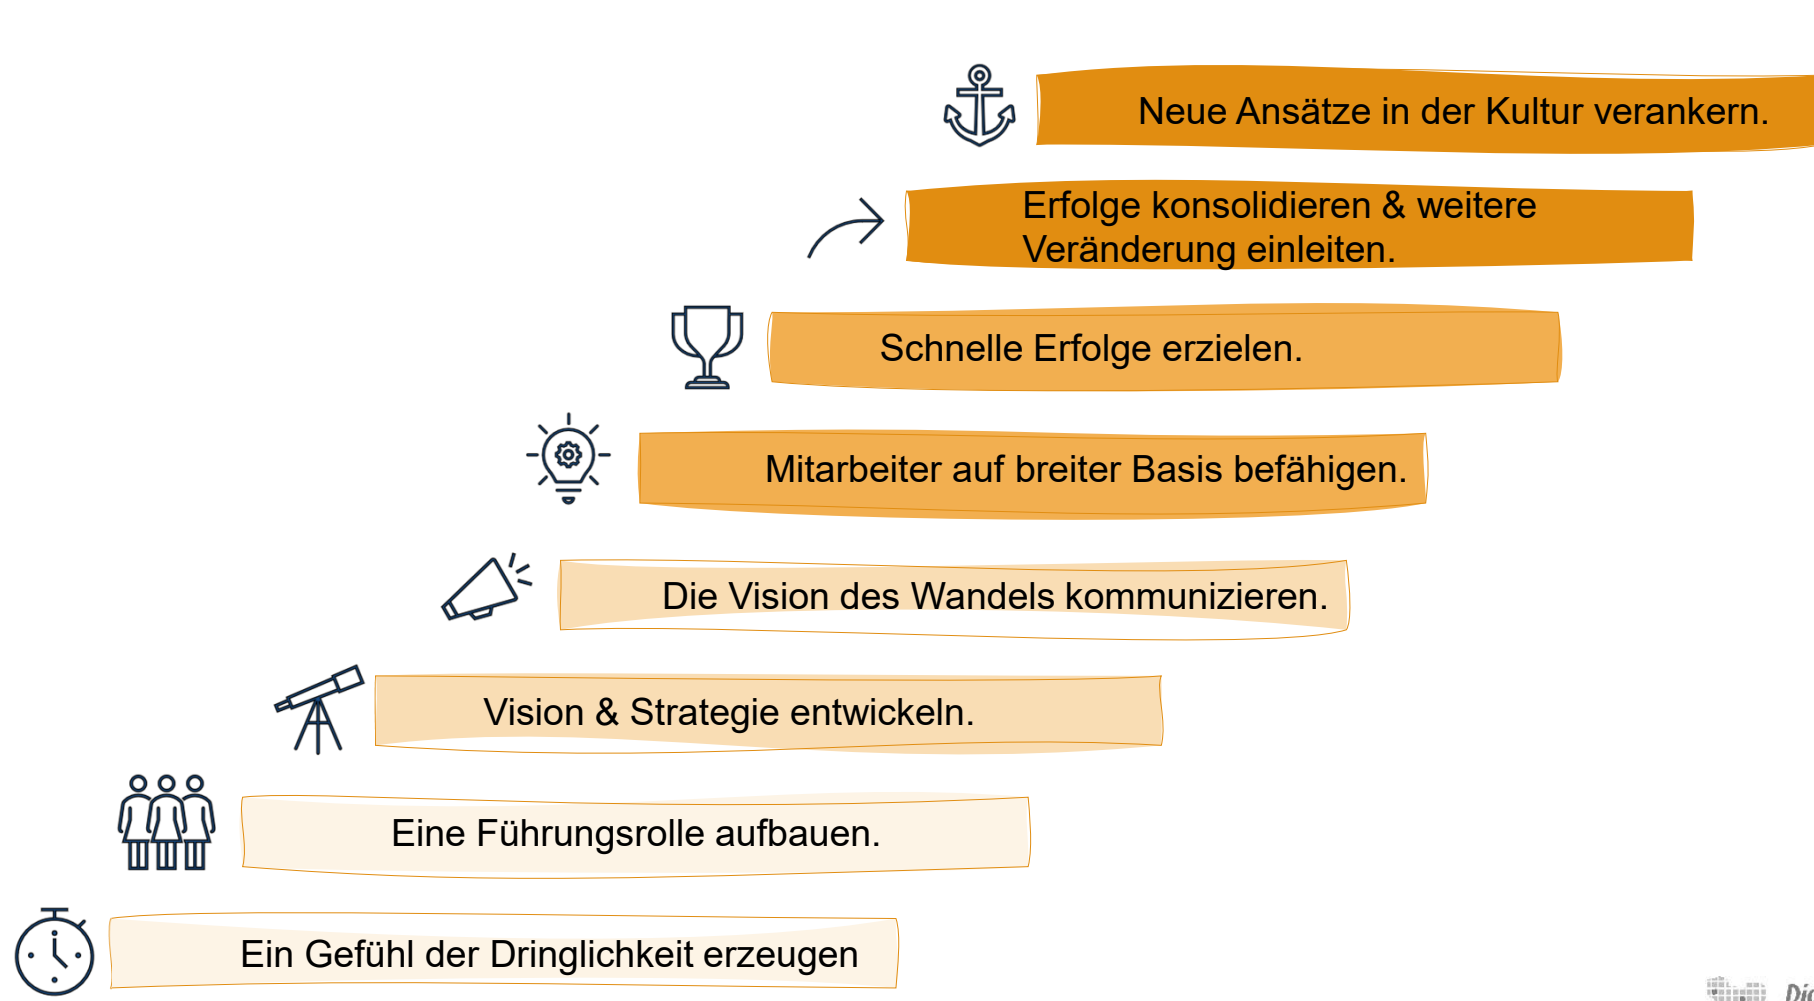 Neue Ansätze in der Kultur verankern.
Erfolge konsolidieren & weitere
Veränderung einleiten.
Schnelle Erfolge erzielen.
Mitarbeiter auf breiter Basis befähigen.
Die Vision des Wandels kommunizieren.
Vision & Strategie entwickeln.
Eine Führungsrolle aufbauen.
Ein Gefühl der Dringlichkeit erzeugen